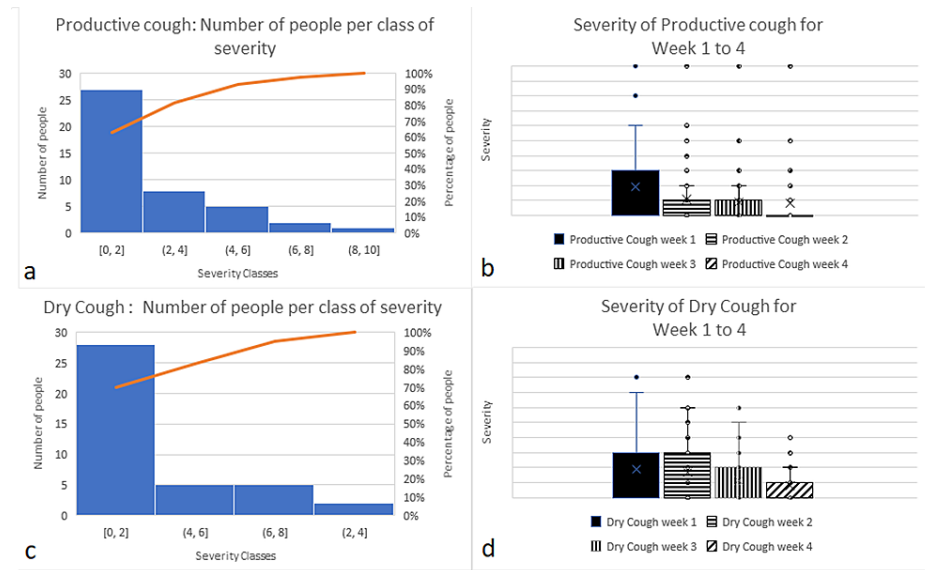 Productive cough: Number of people per class of
severity
30
25
20
15
10
5
0
100%
90%
80%
70%
60%
50%
40%
30%
20%
10%
0%
Number of people
Percentage of people
[0, 2]
(2, 4]
(4, 6]
(6, 8]
(8, 10]
Severity Classes
a
Severity of Productive cough for
Week 1 to 4
Severity
Productive Cough week 1
Productive Cough week 2
Productive Cough week 3
Productive Cough week 4
b
Dry Cough : Number of people per class of severity
30
25
20
15
10
5
0
100%
90%
80%
70%
60%
50%
40%
30%
20%
10%
0%
Number of people
Percentage of people
[0, 2]
(4, 6]
(6, 8]
(2, 4]
Severity Classes
c
Severity of Dry Cough for
Week 1 to 4
Severity
Dry Cough week 1
Dry Cough week 2
Dry Cough week 3
Dry Cough week 4
d